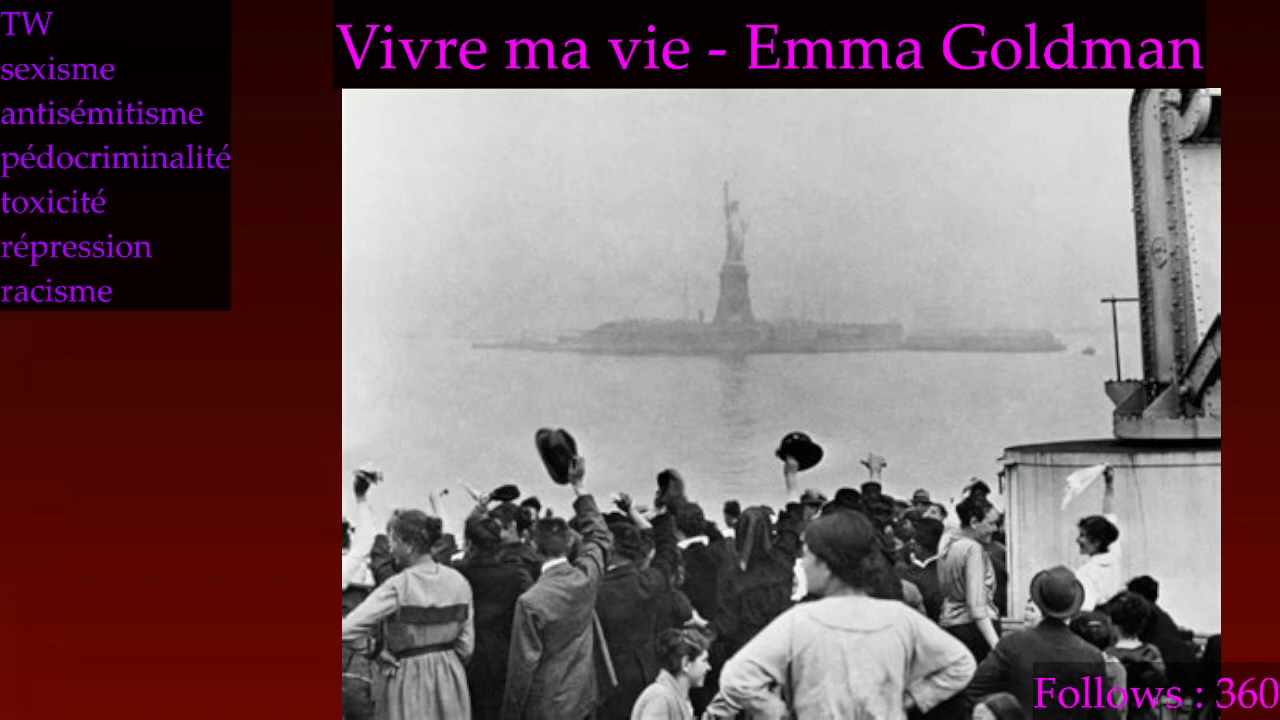 TW
sexisme
antisémitisme
pédocriminalité
toxicité
répression
racisme
Vivre ma vie - Emma Goldman
Follows : 360